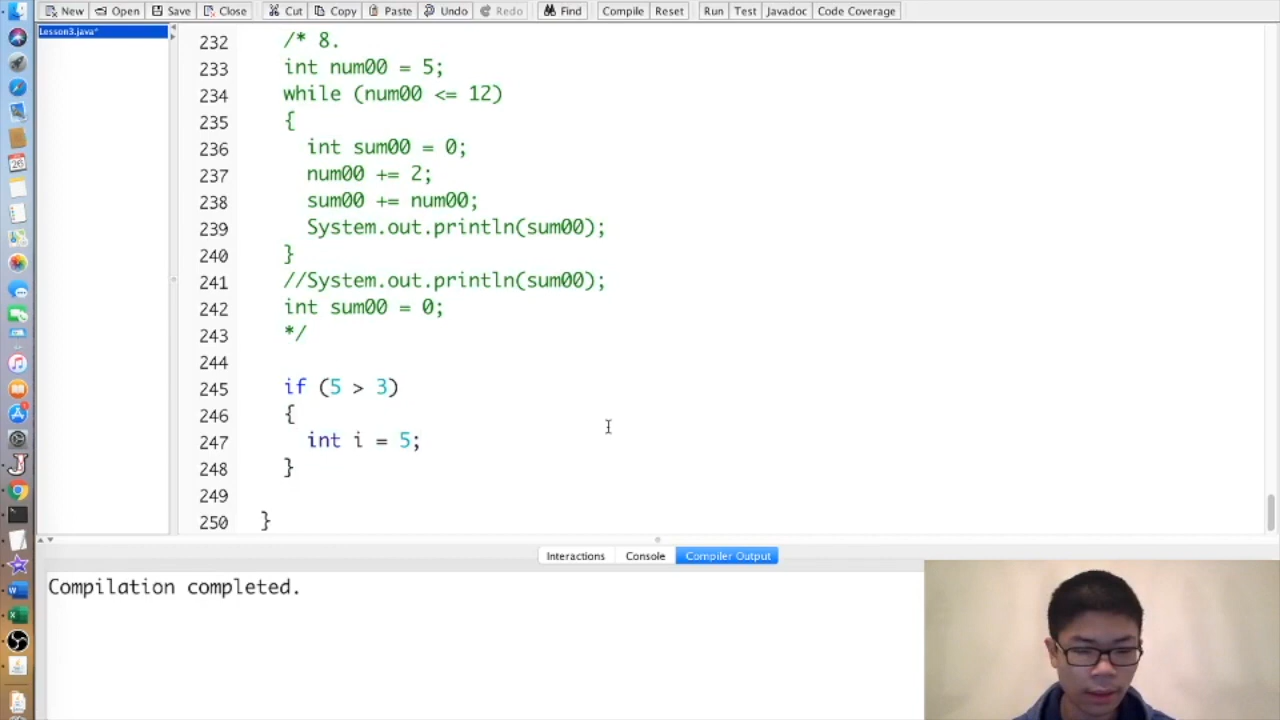 New Open Save Close Cut Copy Paste Undo Redo Find Compile Reset Run Test Javadoc Code Coverage
Lesson3.java*
232 /* 8.
233 int num00 = 5;
234 while (num00 <= 12)
235 {
236 int sum00 = 0;
237 num00 += 2;
238 sum00 += num00;
239 System.out.println(sum00);
240 }
241 //System.out.println(sum00);
242 int sum00 = 0;
243 */
244
245 if (5 > 3)
246 {
247 int i = 5;
248 }
249
250 }
Interactions Console Compiler Output
Compilation completed.